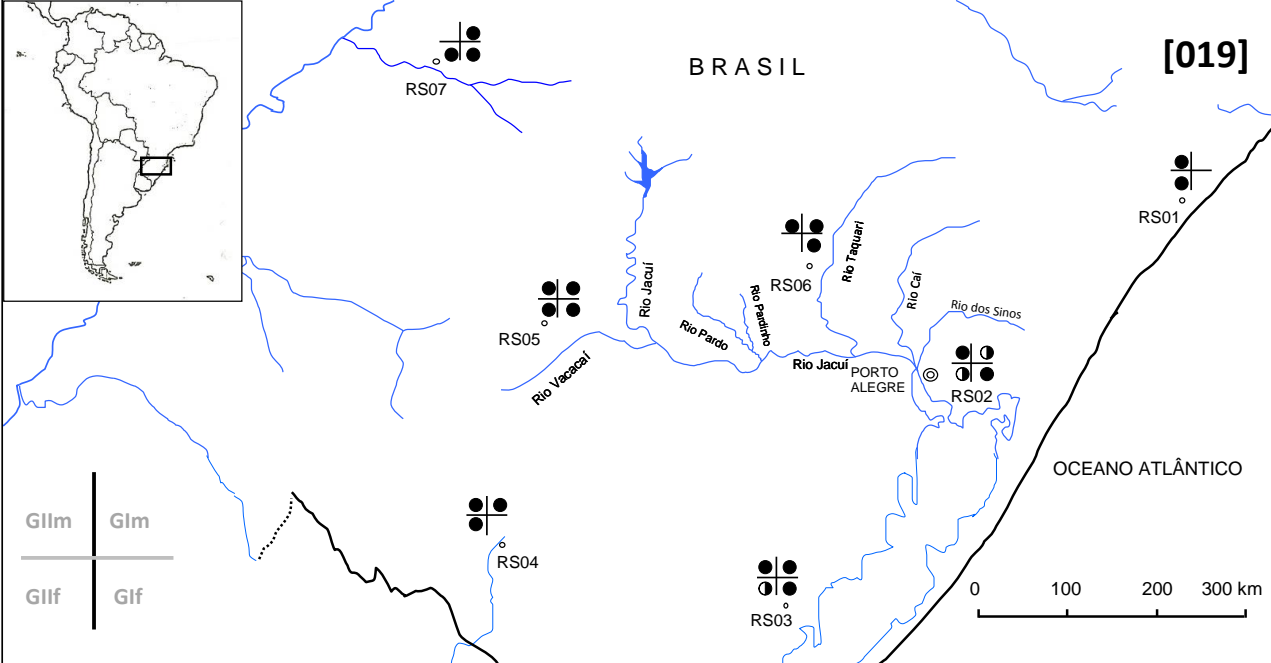 BRASIL
[019]
RS07
RS01
Rio Taquari
RS06
Rio Caí
Rio Jacuí
Rio Pardinho
Rio dos Sinos
RS05
Rio Pardo
Rio Jacuí
PORTO
ALEGRE
Rio Vacacaí
RS02
OCEANO ATLÂNTICO
GIIm
GIm
RS04
GIIf
GIf
0 100 200 300 km
RS03